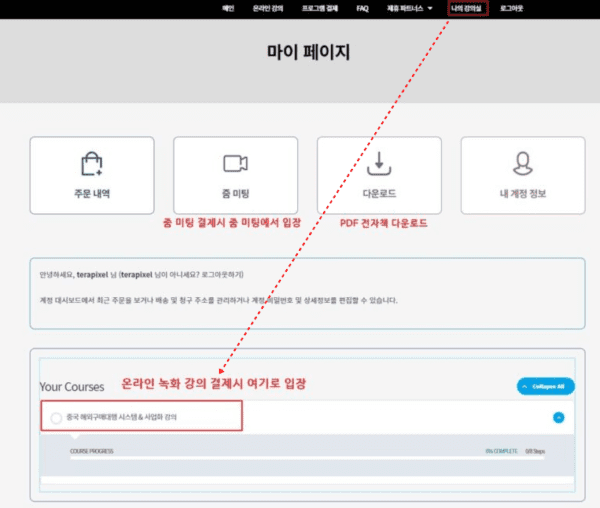 메인 온라인 강의 프로그램 결제 FAQ 제휴 파트너스 나의 강의실 로그아웃
마이 페이지
주문 내역 줌 미팅 다운로드 내 계정 정보
줌 미팅 결제시 줌 미팅에서 입장 PDF 전자책 다운로드
안녕하세요, terapixel 님 (terapixel 님이 아니세요? 로그아웃하기)
계정 대시보드에서 최근 주문을 보거나 배송 및 청구 주소를 관리하거나 계정 비밀번호 및 상세정보를 편집할 수 있습니다.
Your Courses 온라인 녹화 강의 결제시 여기로 입장 Collapse All
중국 해외구매대행 시스템 & 사업화 강의
COURSE PROGRESS 0% COMPLETE Steps